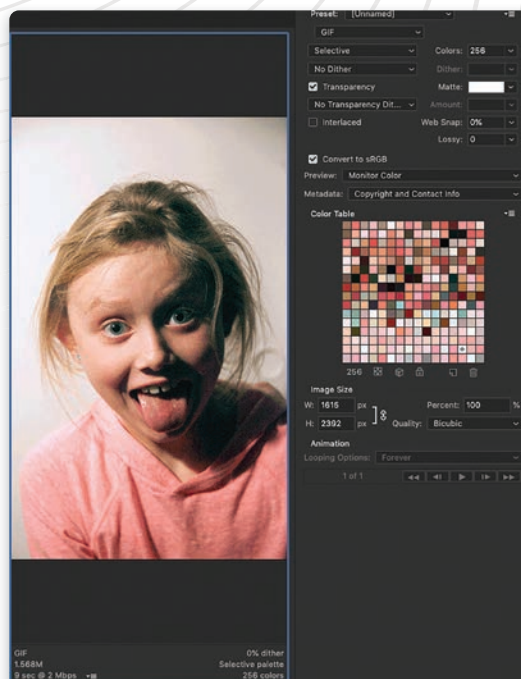 Preset: [Unnamed]
GIF
Selective Colors: 256
No Dither Dither:
Transparency Matte:
No Transparency Dit... Amount:
Interlaced Web Snap: 0%
Lossy: 0
Convert to sRGB
Preview: Monitor Color
Metadata: Copyright and Contact Info
Color Table
256
Image Size
W: 1615 px Percent: 100 %
H: 2392 px Quality: Bicubic
Animation
Looping Options: Forever
1 of 1
GIF 0% dither
1.568M Selective palette
9 sec @ 2 Mbps 256 colors